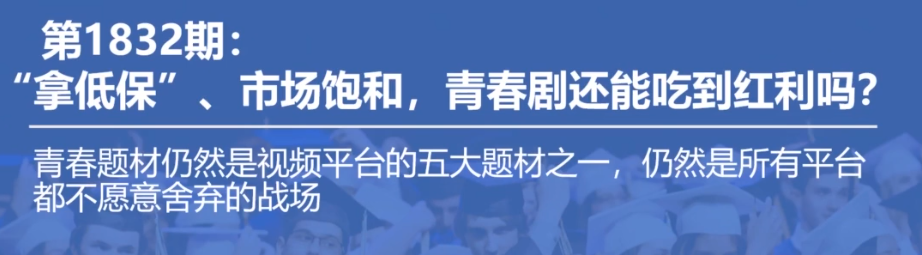 第1832期：
“拿低保”、市场饱和，青春剧还能吃到红利吗？
青春题材仍然是视频平台的五大题材之一，仍然是所有平台
都不愿意舍弃的战场